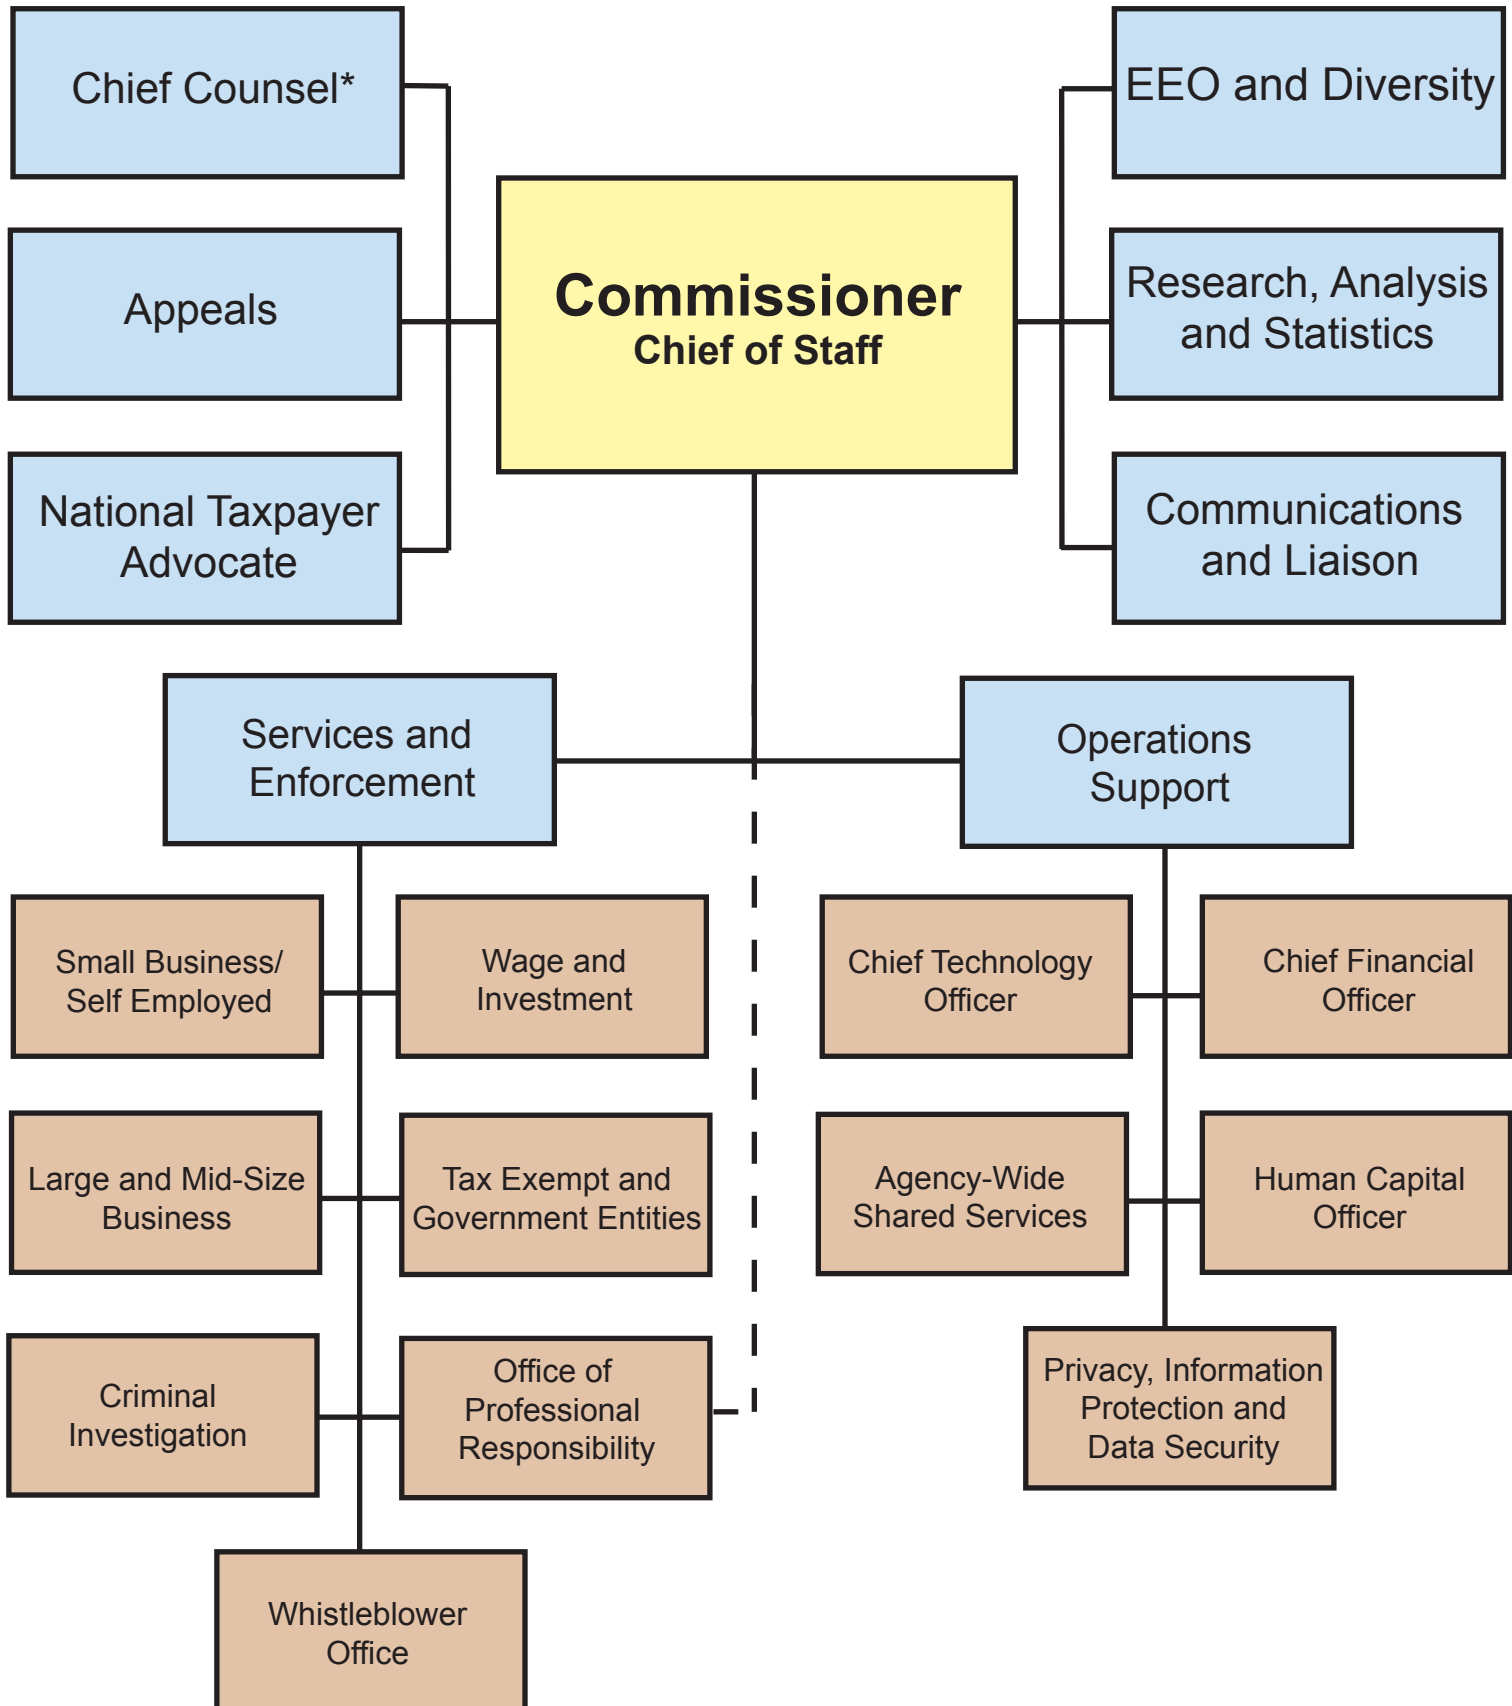 Chief Counsel*
EEO and Diversity
Commissioner
Chief of Staff
Appeals
Research, Analysis
and Statistics
National Taxpayer
Advocate
Communications
and Liaison
Services and
Enforcement
Operations
Support
Small Business/
Self Employed
Wage and
Investment
Chief Technology
Officer
Chief Financial
Officer
Large and Mid-Size
Business
Tax Exempt and
Government Entities
Agency-Wide
Shared Services
Human Capital
Officer
Criminal
Investigation
Office of
Professional
Responsibility
Privacy, Information
Protection and
Data Security
Whistleblower
Office